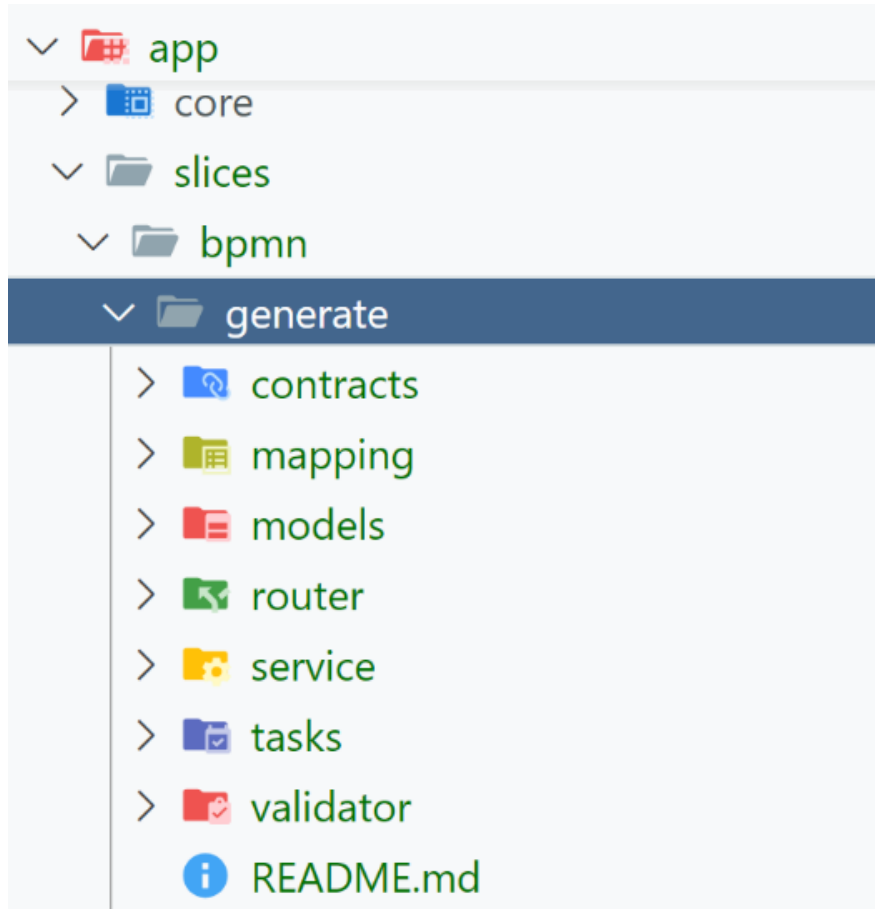 app
core
slices
bpmn
generate
contracts
mapping
models
router
service
tasks
validator
README.md